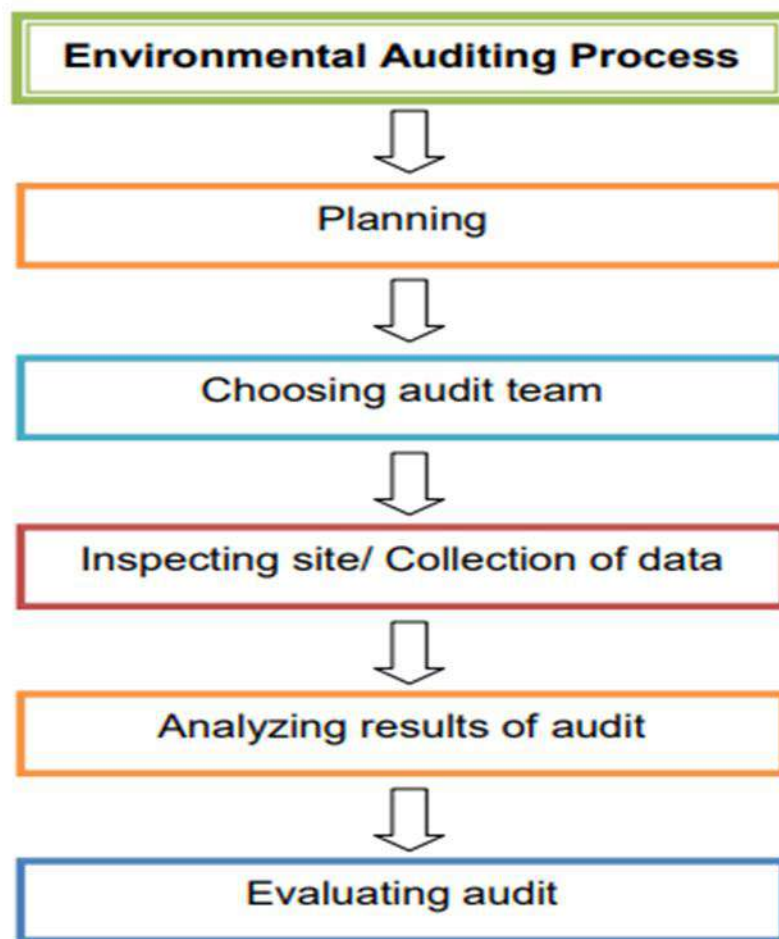 Environmental Auditing Process
Planning
Choosing audit team
Inspecting site/ Collection of data
Analyzing results of audit
Evaluating audit